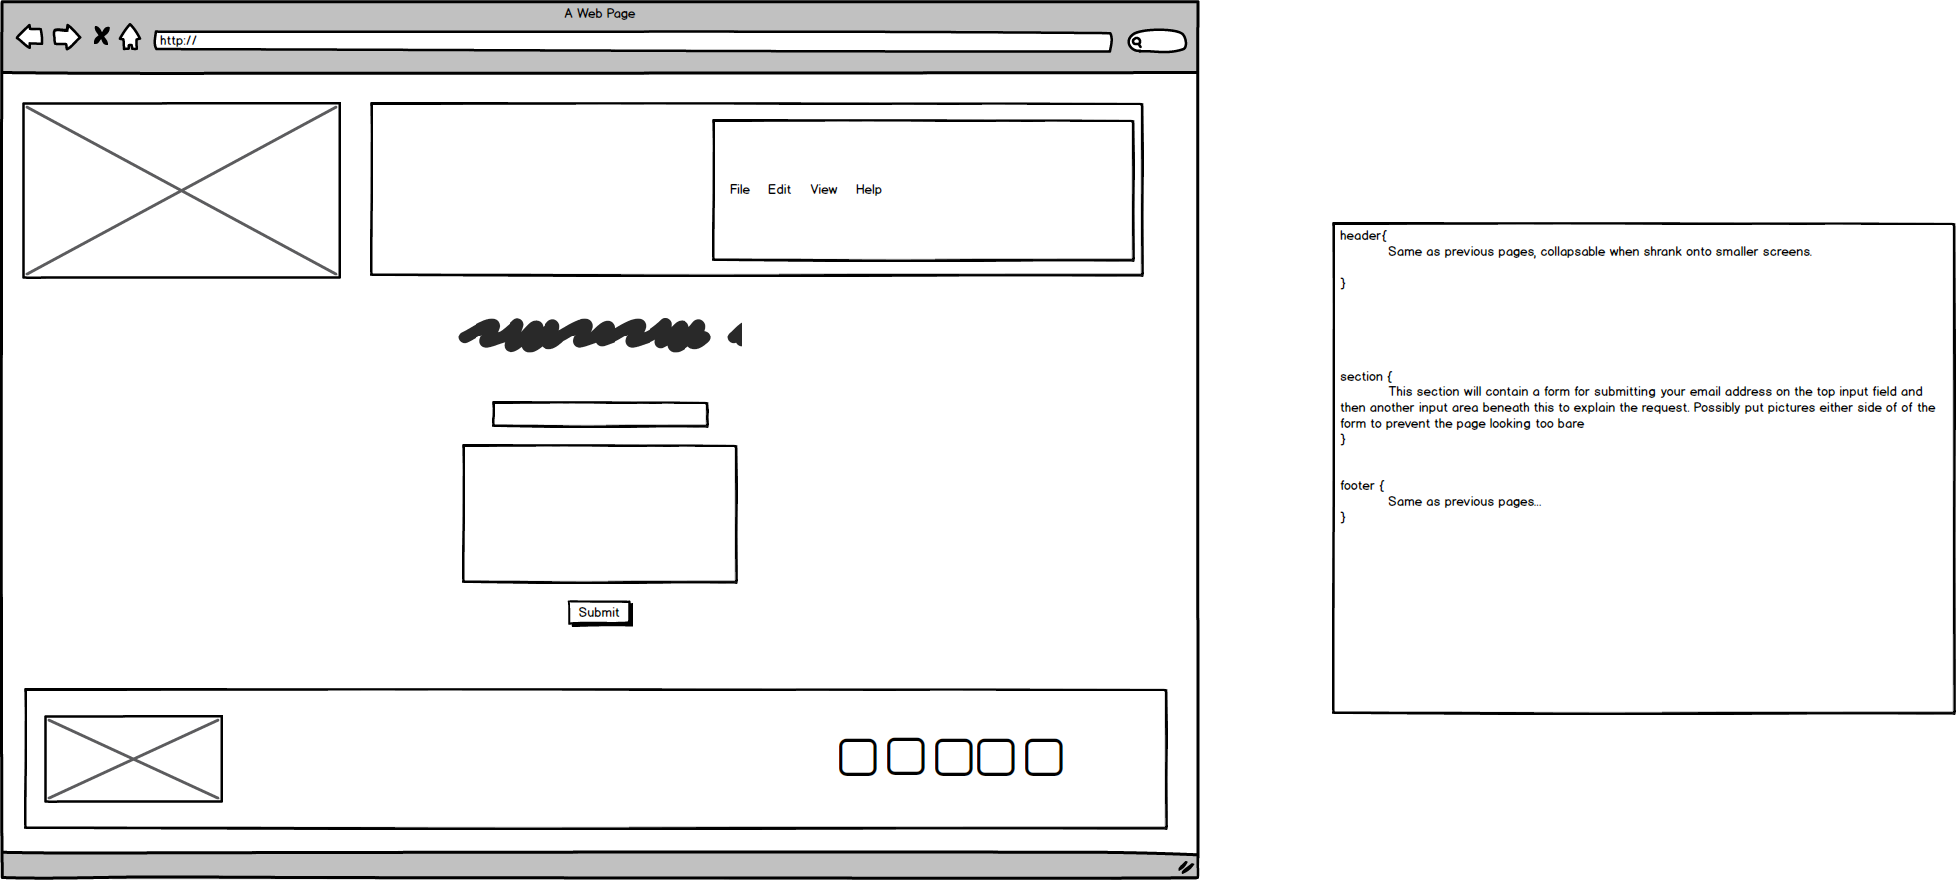 A Web Page
http://
File Edit View Help
Submit
header{
Same as previous pages, collapsable when shrank onto smaller screens.
}
section {
This section will contain a form for submitting your email address on the top input field and
then another input area beneath this to explain the request. Possibly put pictures either side of of the
form to prevent the page looking too bare
}
footer {
Same as previous pages...
}